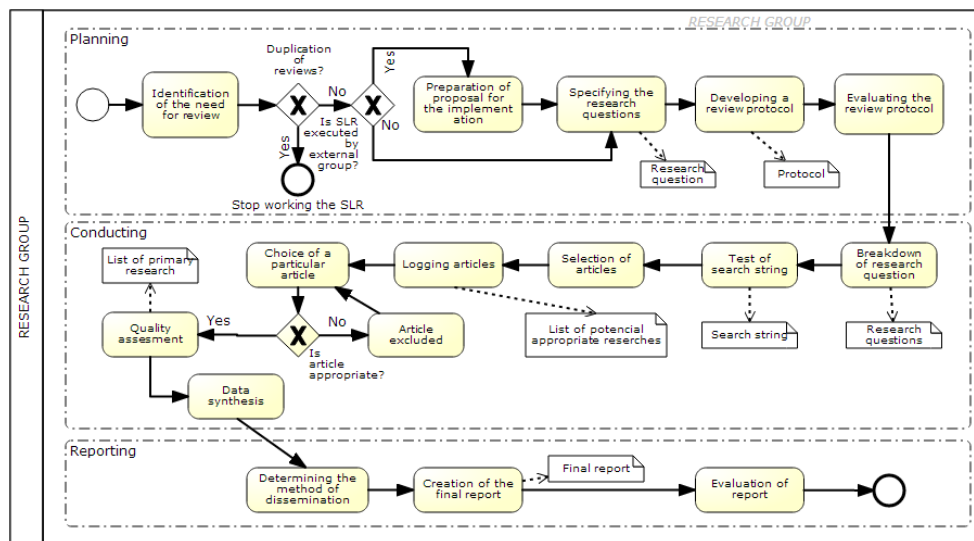 RESEARCH GROUP
RESEARCH GROUP
Planning
Duplication
of
reviews?
Identification
of the need
for review
No
Yes
Is SLR
executed
by
external
group?
Yes
No
Stop working the SLR
Preparation of
proposal for
the implement
ation
Specifying the
research
questions
Developing a
review protocol
Evaluating the
review protocol
Research
question
Protocol
Conducting
List of primary
research
Choice of a
particular
article
Logging articles
Selection of
articles
Test of
search string
Breakdown
of research
question
Quality
assesment
Yes
No
Is
article
appropriate?
Article
excluded
List of potencial
appropriate reserches
Search string
Research
questions
Data
synthesis
Reporting
Determining the
method of
dissemination
Creation of the
final report
Final report
Evaluation of
report